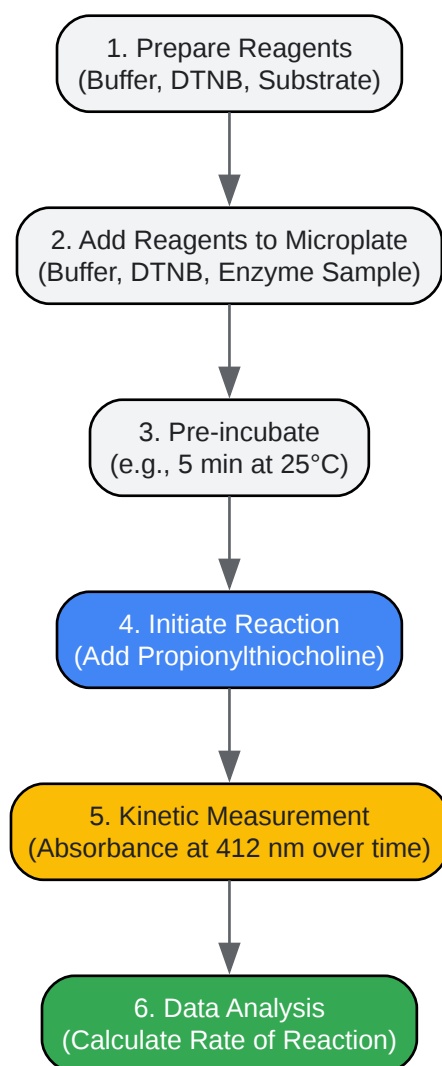 1. Prepare Reagents
(Buffer, DTNB, Substrate)
2. Add Reagents to Microplate
(Buffer, DTNB, Enzyme Sample)
3. Pre-incubate
(e.g., 5 min at 25°C)
4. Initiate Reaction
(Add Propionylthiocholine)
5. Kinetic Measurement
(Absorbance at 412 nm over time)
6. Data Analysis
(Calculate Rate of Reaction)